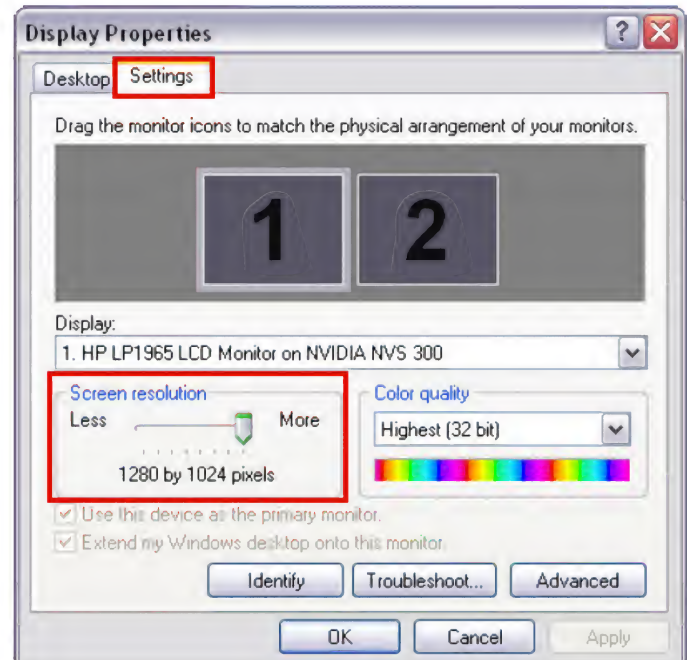 Display Properties
?
Desktop Settings
Drag the monitor icons to match the physical arrangement of your monitors.
1 2
Display:
1. HP LP1965 LCD Monitor on NVIDIA NVS 300
Screen resolution
Less More
1280 by 1024 pixels
Color quality
Highest (32 bit)
Use this device as the primary monitor.
Extend my Windows desktop onto this monitor.
Identify Troubleshoot... Advanced
OK Cancel Apply